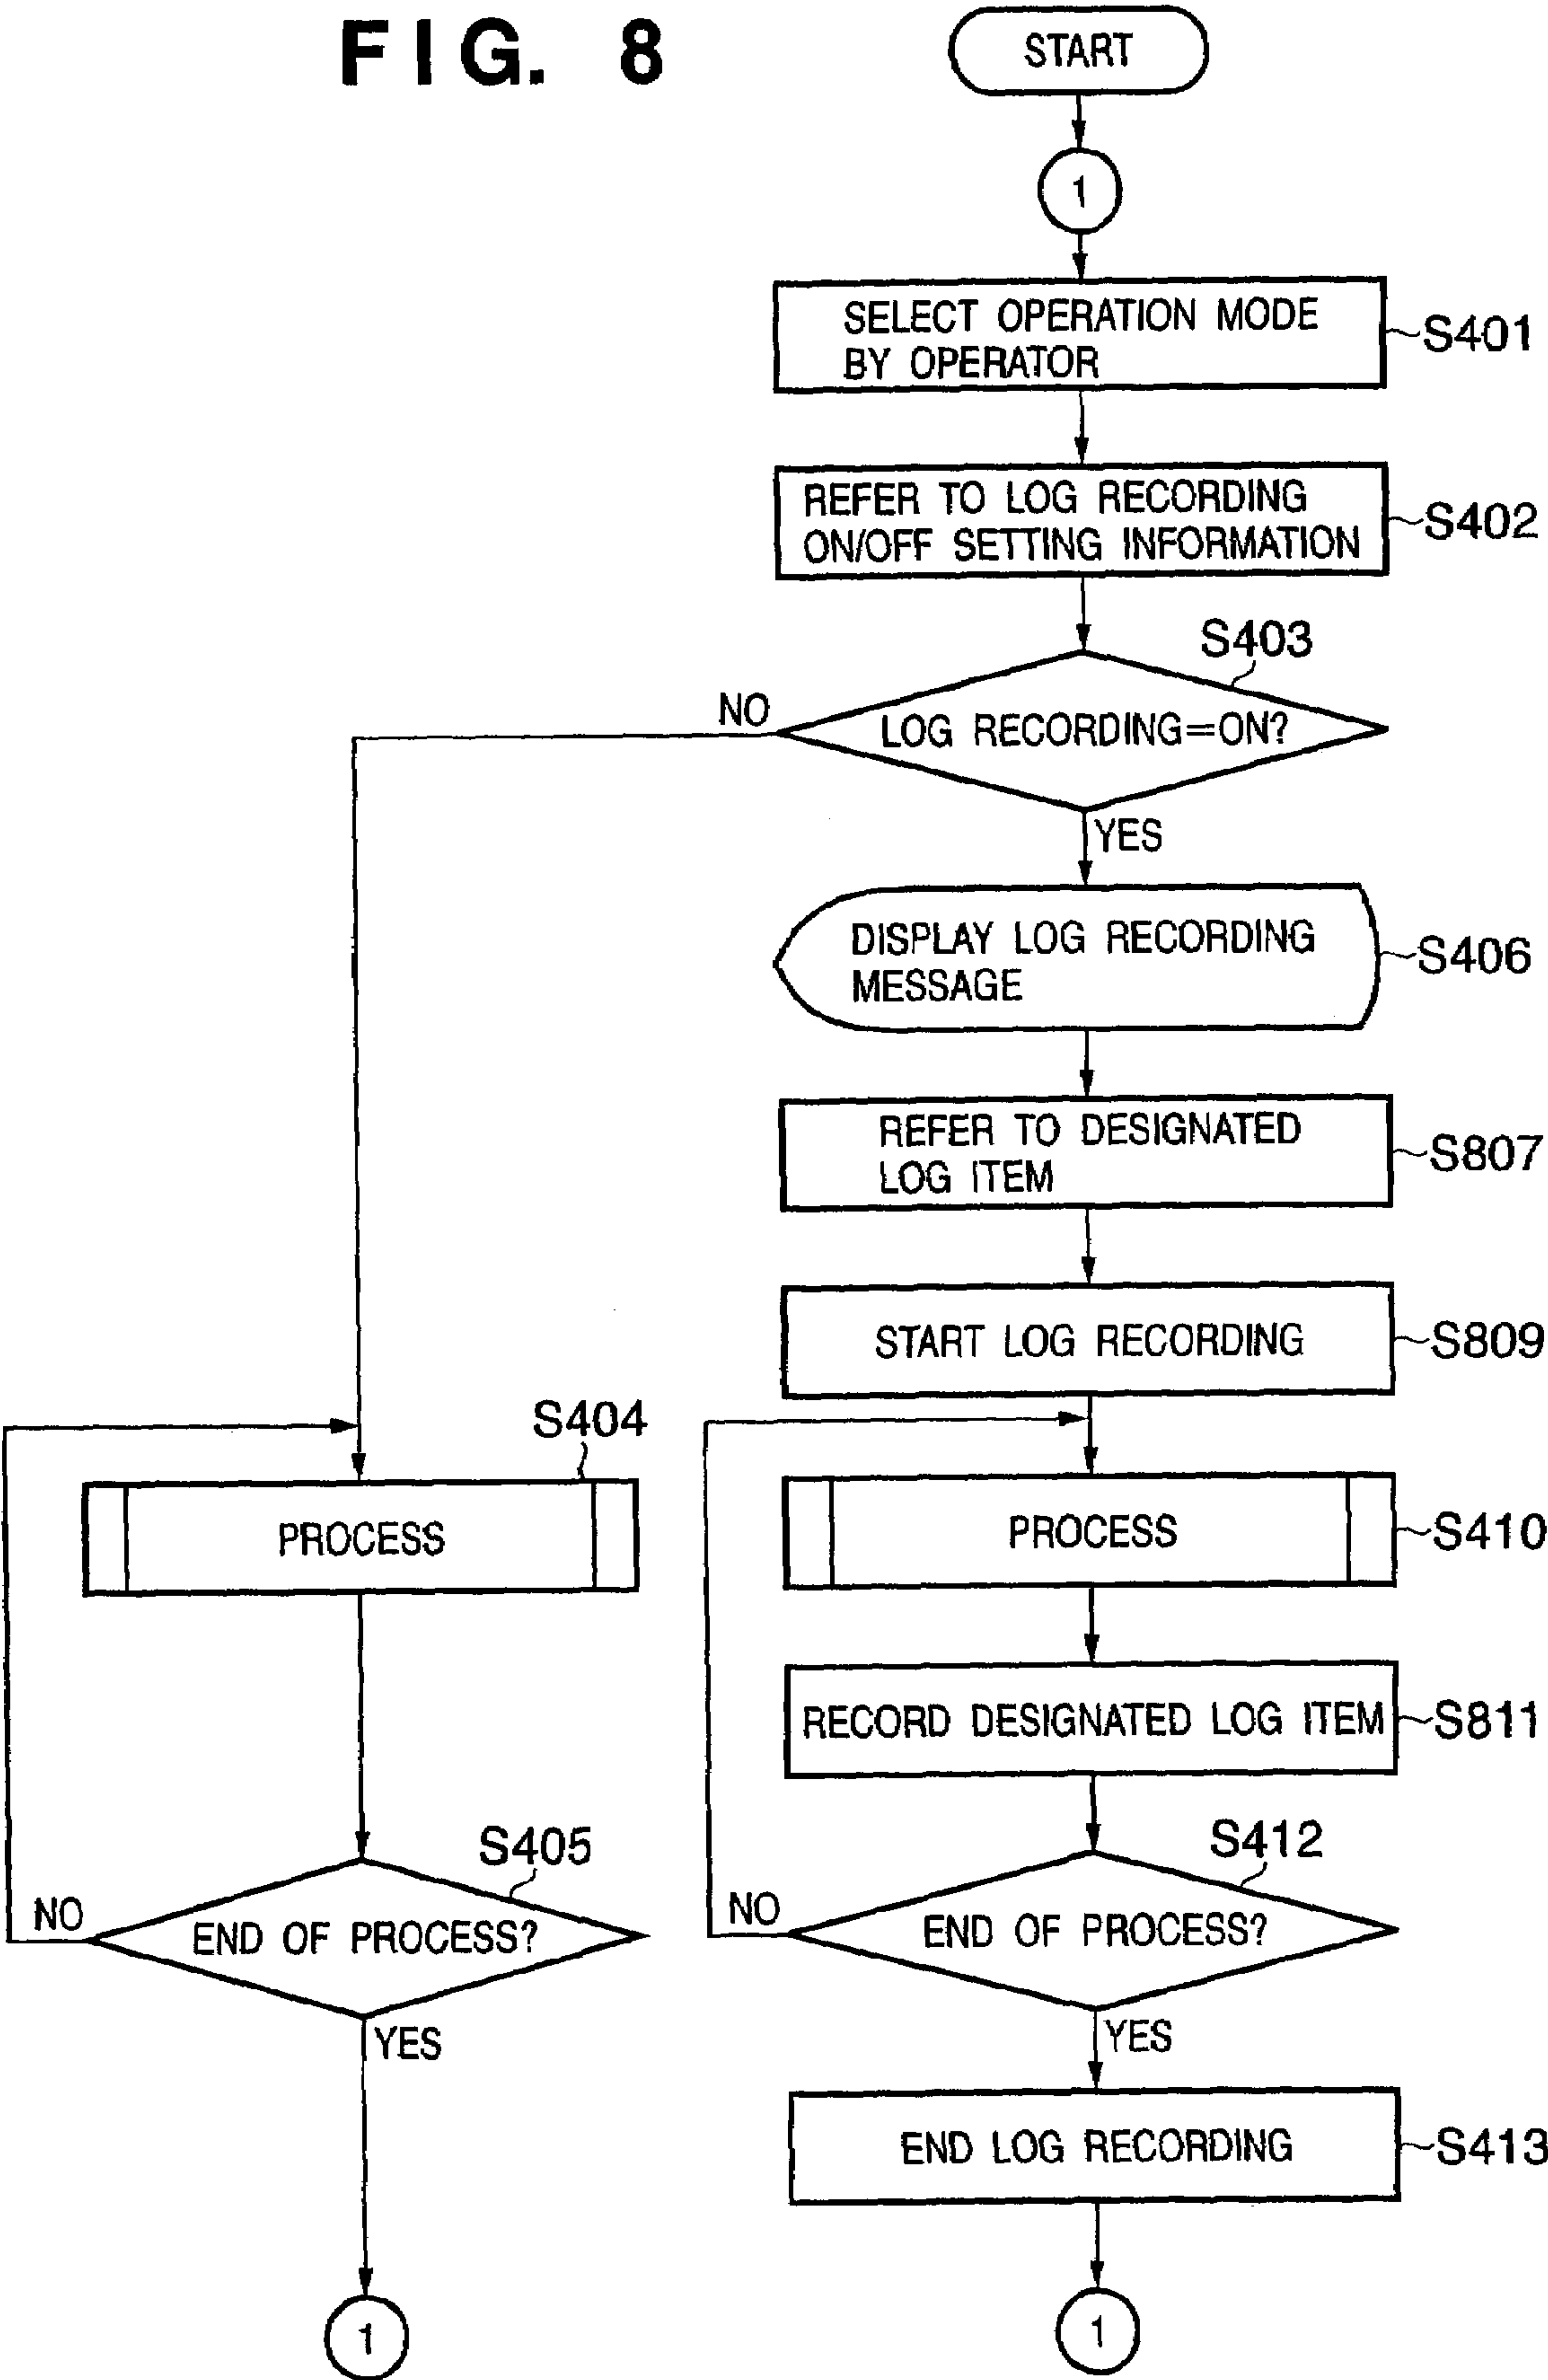 FIG. 8
START
1
SELECT OPERATION MODE
BY OPERATOR
S401
REFER TO LOG RECORDING
ON/OFF SETTING INFORMATION
S402
S403
NO
LOG RECORDING=ON?
YES
DISPLAY LOG RECORDING
MESSAGE
S406
REFER TO DESIGNATED
LOG ITEM
S807
START LOG RECORDING
S809
S404
PROCESS
PROCESS
S410
RECORD DESIGNATED LOG ITEM
S811
S405
NO
END OF PROCESS?
YES
S412
NO
END OF PROCESS?
YES
END LOG RECORDING
S413
1
1